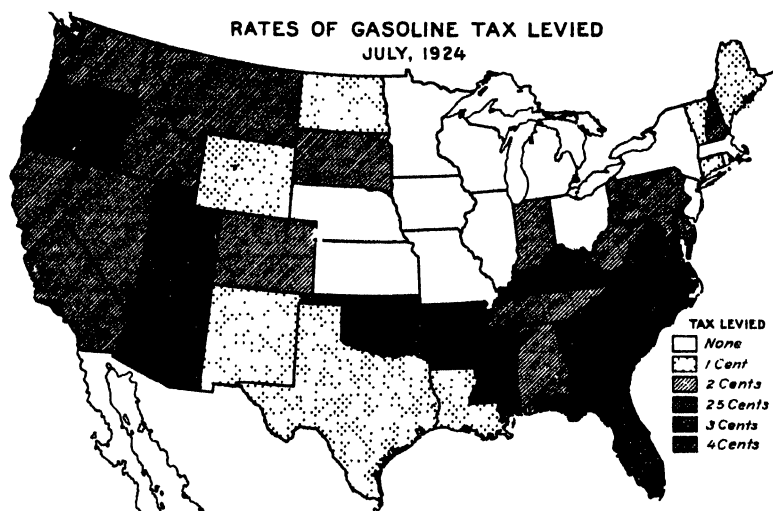 RATES OF GASOLINE TAX LEVIED
JULY, 1924
TAX LEVIED
None
1 Cent
2 Cents
25 Cents
3 Cents
4 Cents